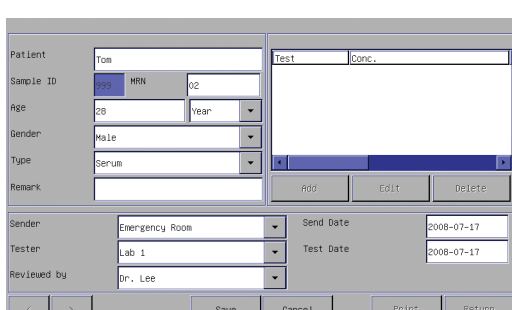 Patient Tom
Sample ID 999 MRN 02
Age 28 Year
Gender Male
Type Serum
Remark
Test Conc.
Add Edit Delete
Sender Emergency Room
Tester Lab 1
Reviewed by Dr. Lee
Send Date 2008-07-17
Test Date 2008-07-17
< > Save Cancel Print Return